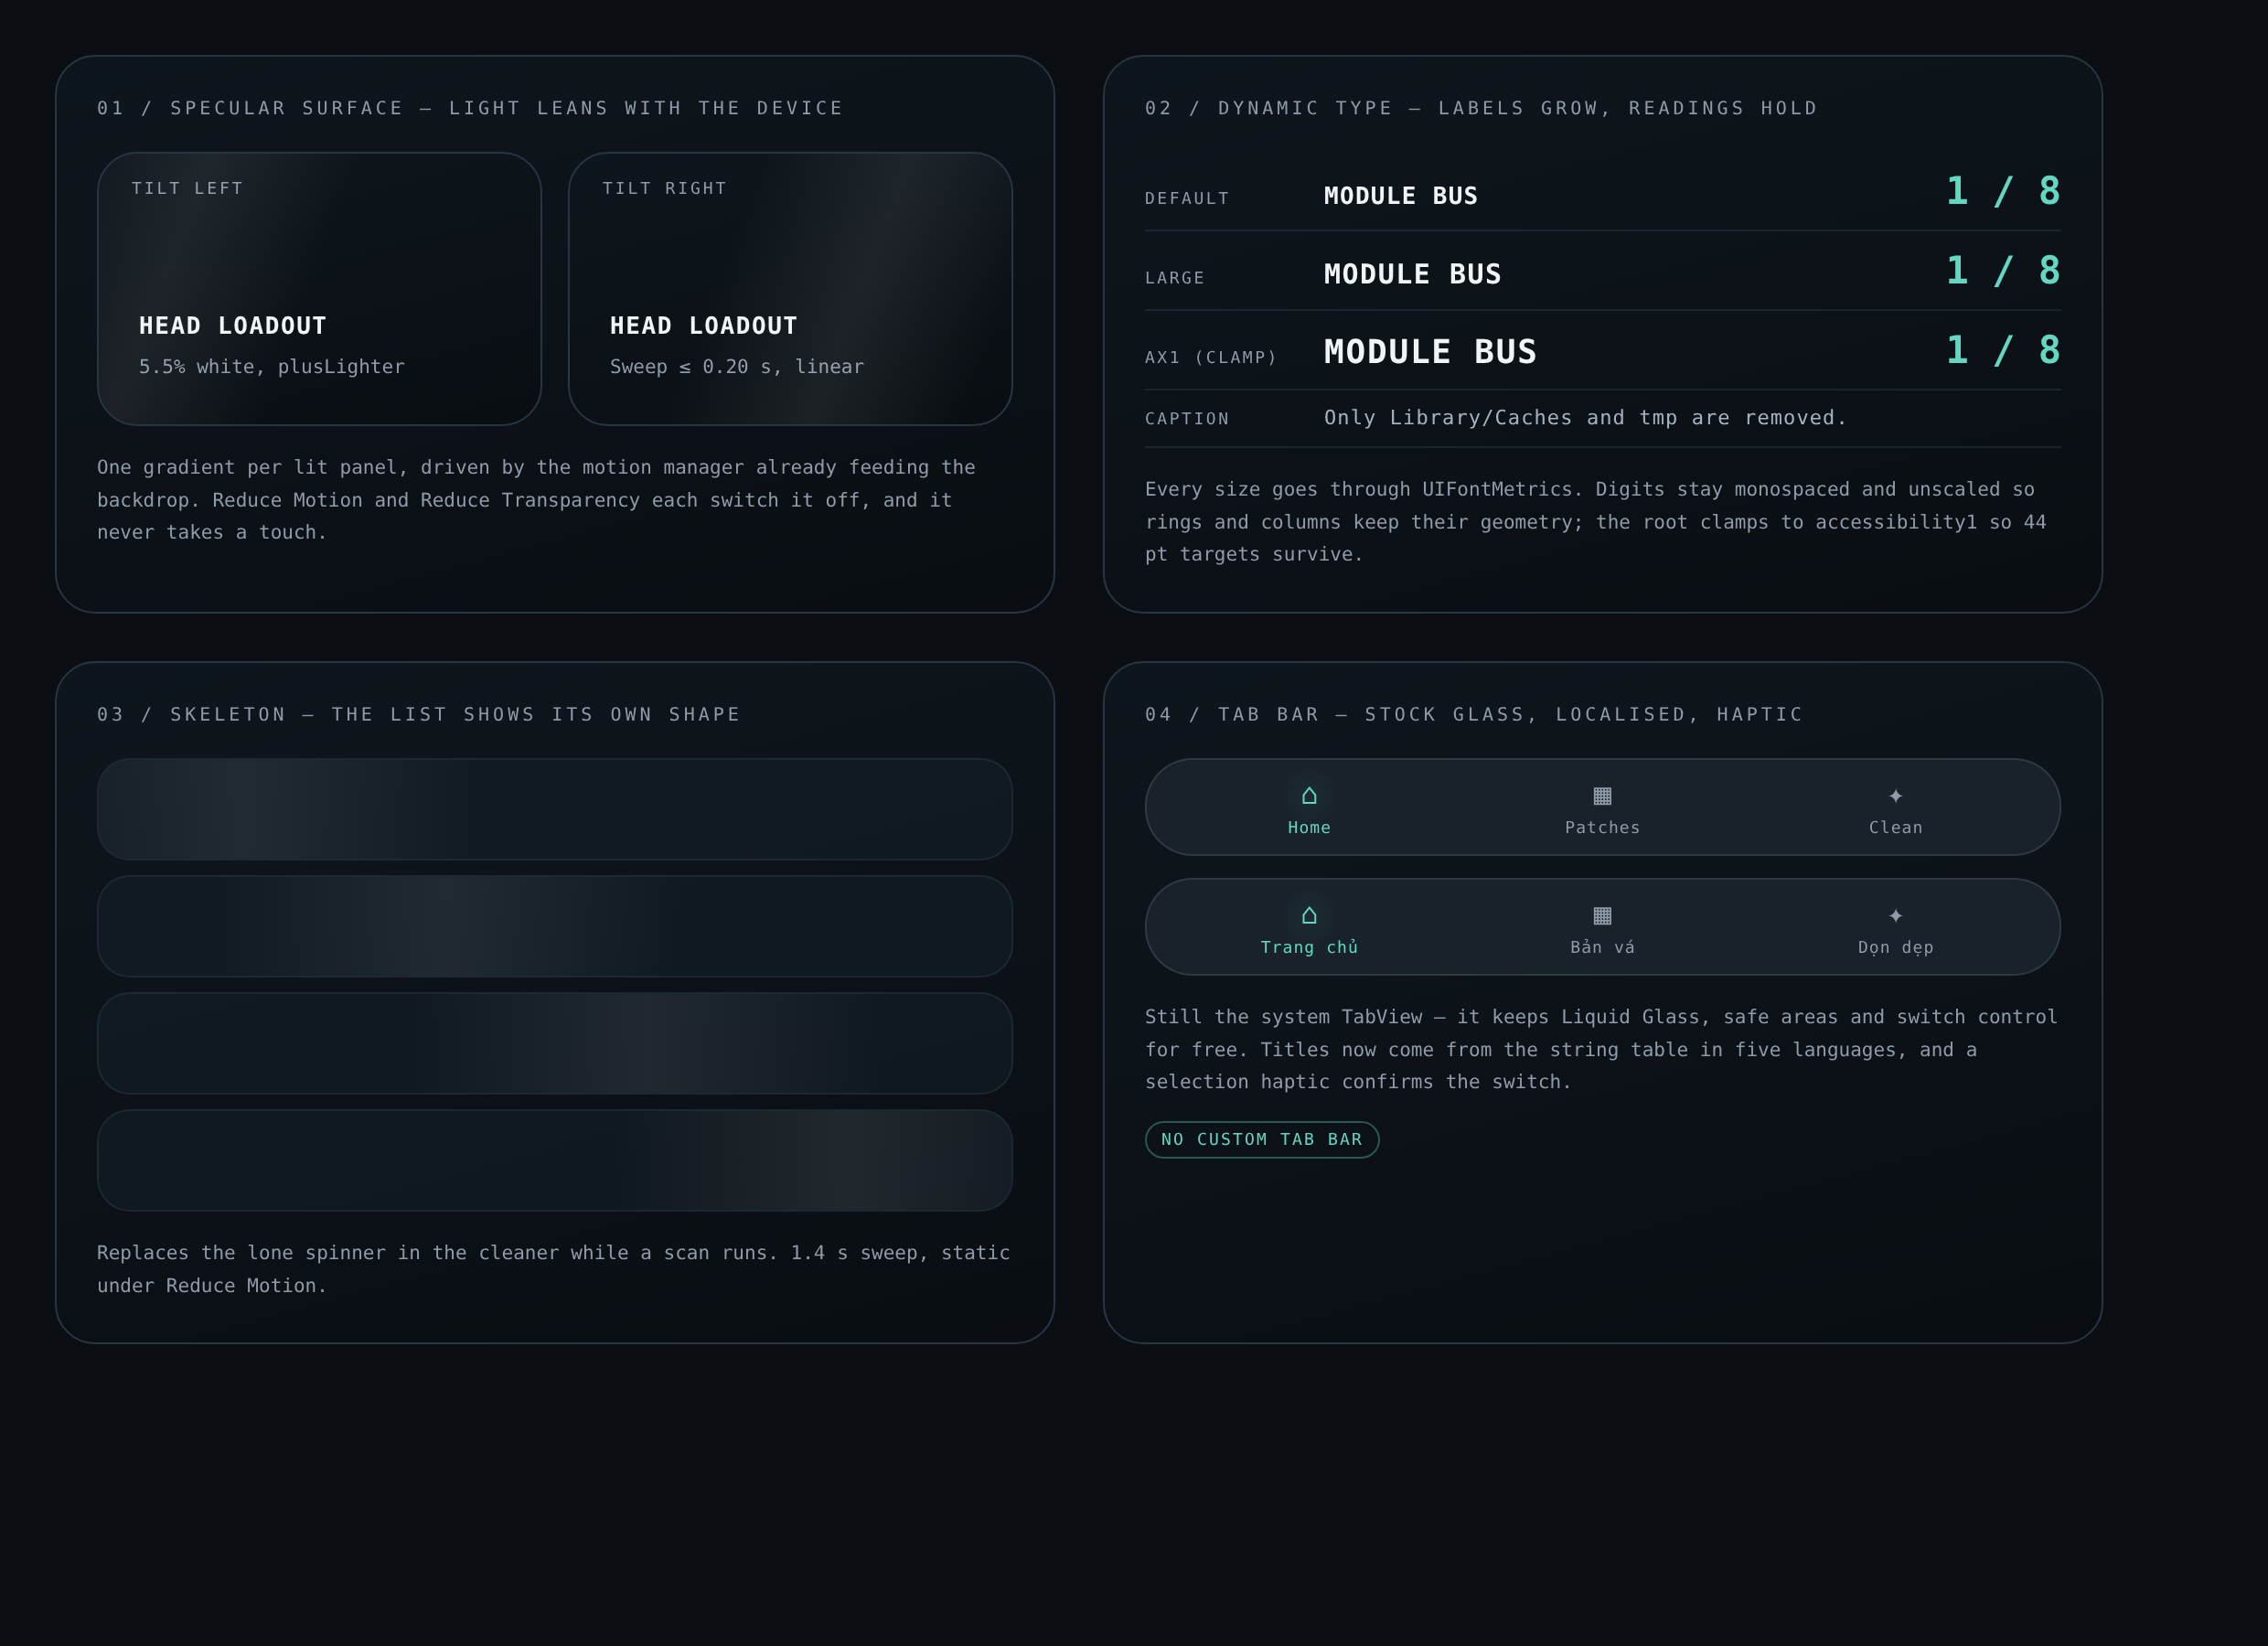 01 / SPECULAR SURFACE — LIGHT LEANS WITH THE DEVICE
TILT LEFT
HEAD LOADOUT
5.5% white, plusLighter
TILT RIGHT
HEAD LOADOUT
Sweep ≤ 0.20 s, linear
One gradient per lit panel, driven by the motion manager already feeding the
backdrop. Reduce Motion and Reduce Transparency each switch it off, and it
never takes a touch.
02 / DYNAMIC TYPE — LABELS GROW, READINGS HOLD
DEFAULT MODULE BUS 1 / 8
LARGE MODULE BUS 1 / 8
AX1 (CLAMP) MODULE BUS 1 / 8
CAPTION Only Library/Caches and tmp are removed.
Every size goes through UIFontMetrics. Digits stay monospaced and unscaled so
rings and columns keep their geometry; the root clamps to accessibility1 so 44
pt targets survive.
03 / SKELETON — THE LIST SHOWS ITS OWN SHAPE
Replaces the lone spinner in the cleaner while a scan runs. 1.4 s sweep, static
under Reduce Motion.
04 / TAB BAR — STOCK GLASS, LOCALISED, HAPTIC
Home Patches Clean
Trang chủ Bản vá Dọn dẹp
Still the system TabView — it keeps Liquid Glass, safe areas and switch control
for free. Titles now come from the string table in five languages, and a
selection haptic confirms the switch.
NO CUSTOM TAB BAR